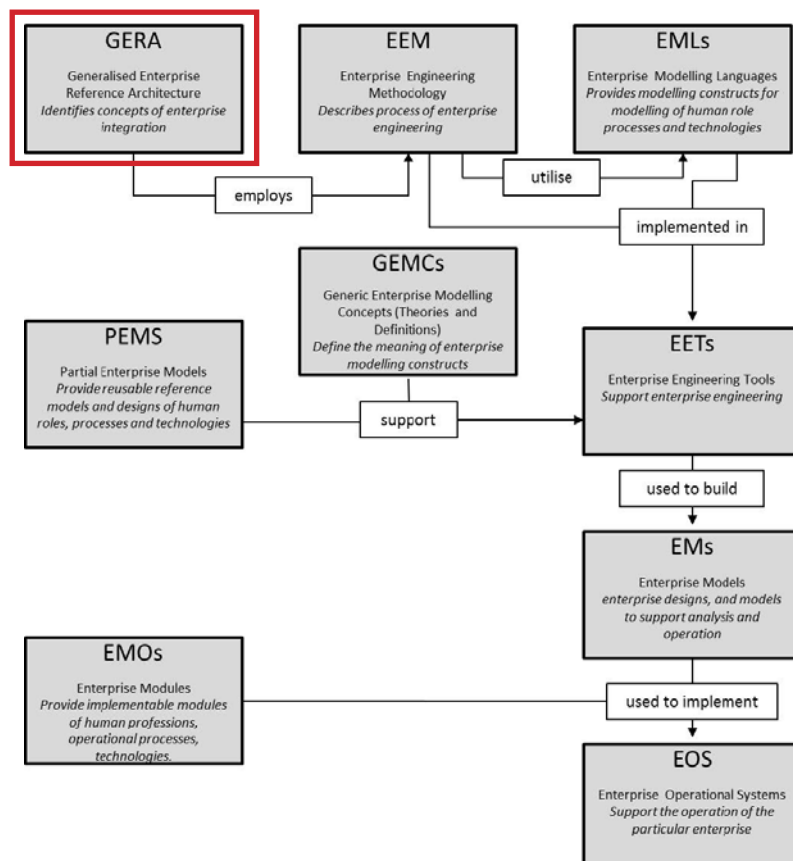 GERA
Generalised Enterprise
Reference Architecture
Identifies concepts of enterprise
integration
EEM
Enterprise Engineering
Methodology
Describes process of enterprise
engineering
EMLs
Enterprise Modelling Languages
Provides modelling constructs for
modelling of human role
processes and technologies
employs
utilise
implemented in
GEMCs
Generic Enterprise Modelling
Concepts (Theories and
Definitions)
Define the meaning of enterprise
modelling constructs
PEMS
Partial Enterprise Models
Provide reusable reference
models and designs of human
roles, processes and technologies
EETs
Enterprise Engineering Tools
Support enterprise engineering
support
used to build
EMs
Enterprise Models
enterprise designs, and models
to support analysis and
operation
EMOs
Enterprise Modules
Provide implementable modules
of human professions,
operational processes,
technologies.
used to implement
EOS
Enterprise Operational Systems
Support the operation of the
particular enterprise